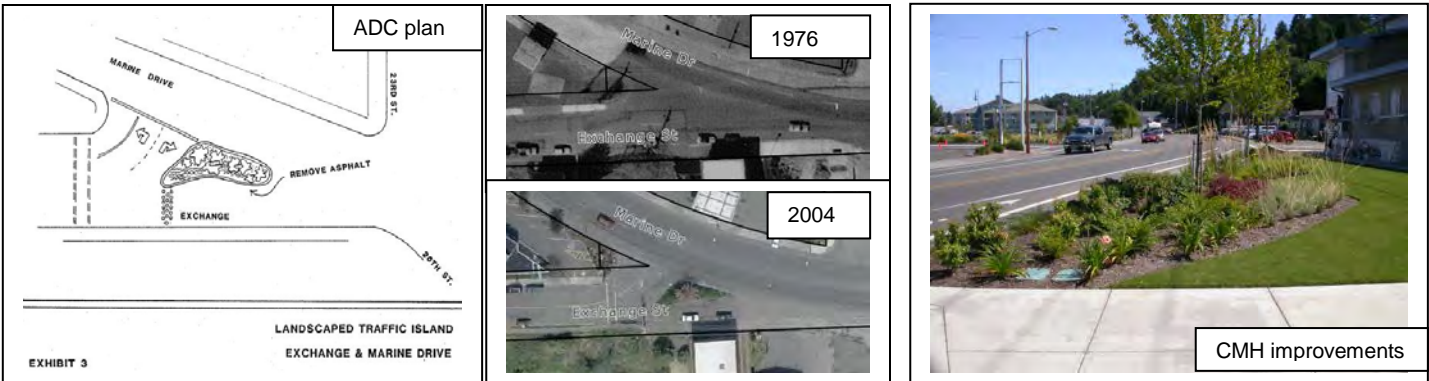 ADC plan
MARINE DRIVE
23RD ST.
REMOVE ASPHALT
EXCHANGE
20TH ST.
LANDSCAPED TRAFFIC ISLAND
EXCHANGE & MARINE DRIVE
EXHIBIT 3
1976
Marine Dr
Exchange St
2004
Marine Dr
Exchange St
CMH improvements